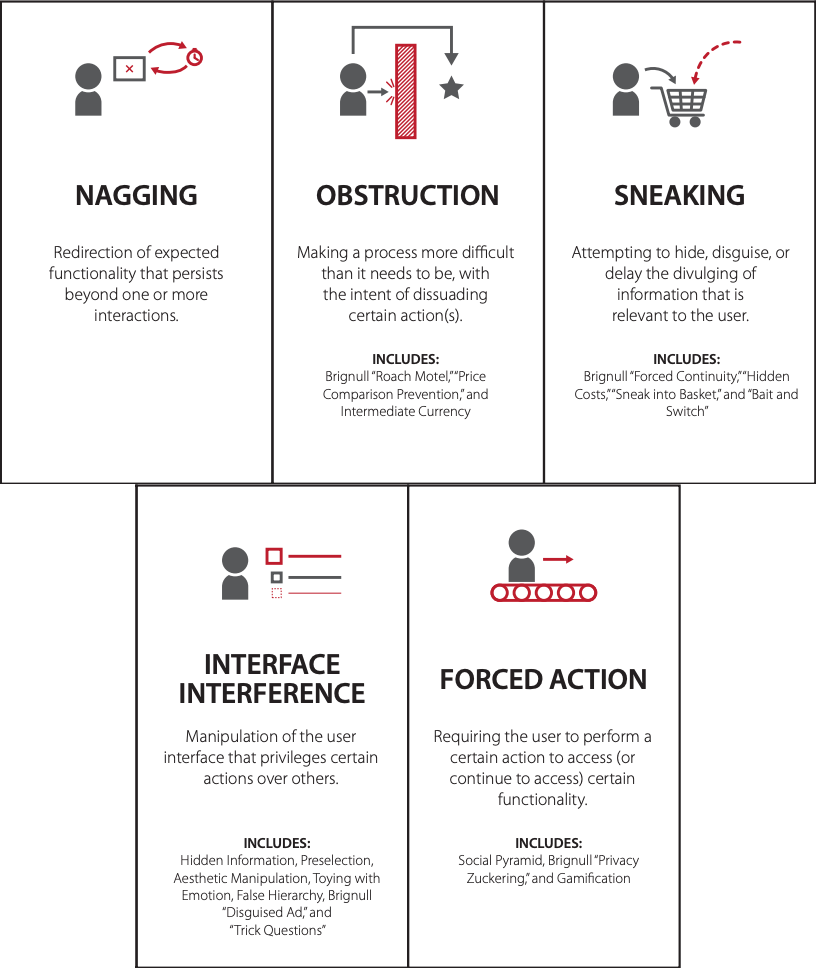 NAGGING
Redirection of expected
functionality that persists
beyond one or more
interactions.
OBSTRUCTION
Making a process more difficult
than it needs to be, with
the intent of dissuading
certain action(s).
INCLUDES:
Brignull “Roach Motel,” “Price
Comparison Prevention,” and
Intermediate Currency
SNEAKING
Attempting to hide, disguise, or
delay the divulging of
information that is
relevant to the user.
INCLUDES:
Brignull “Forced Continuity,” “Hidden
Costs,” “Sneak into Basket,” and “Bait and
Switch”
INTERFACE
INTERFERENCE
Manipulation of the user
interface that privileges certain
actions over others.
INCLUDES:
Hidden Information, Preselection,
Aesthetic Manipulation, Toying with
Emotion, False Hierarchy, Brignull
“Disguised Ad,” and
“Trick Questions”
FORCED ACTION
Requiring the user to perform a
certain action to access (or
continue to access) certain
functionality.
INCLUDES:
Social Pyramid, Brignull “Privacy
Zuckering,” and Gamification